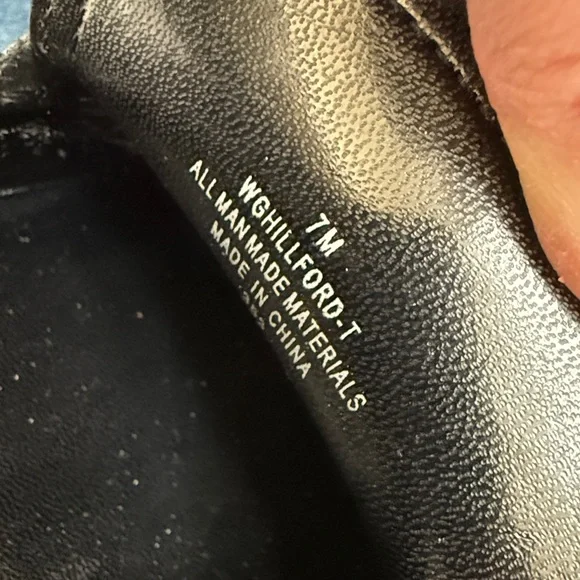 7M
WGHILLFORD-T
ALL MAN MADE MATERIALS
MADE IN CHINA